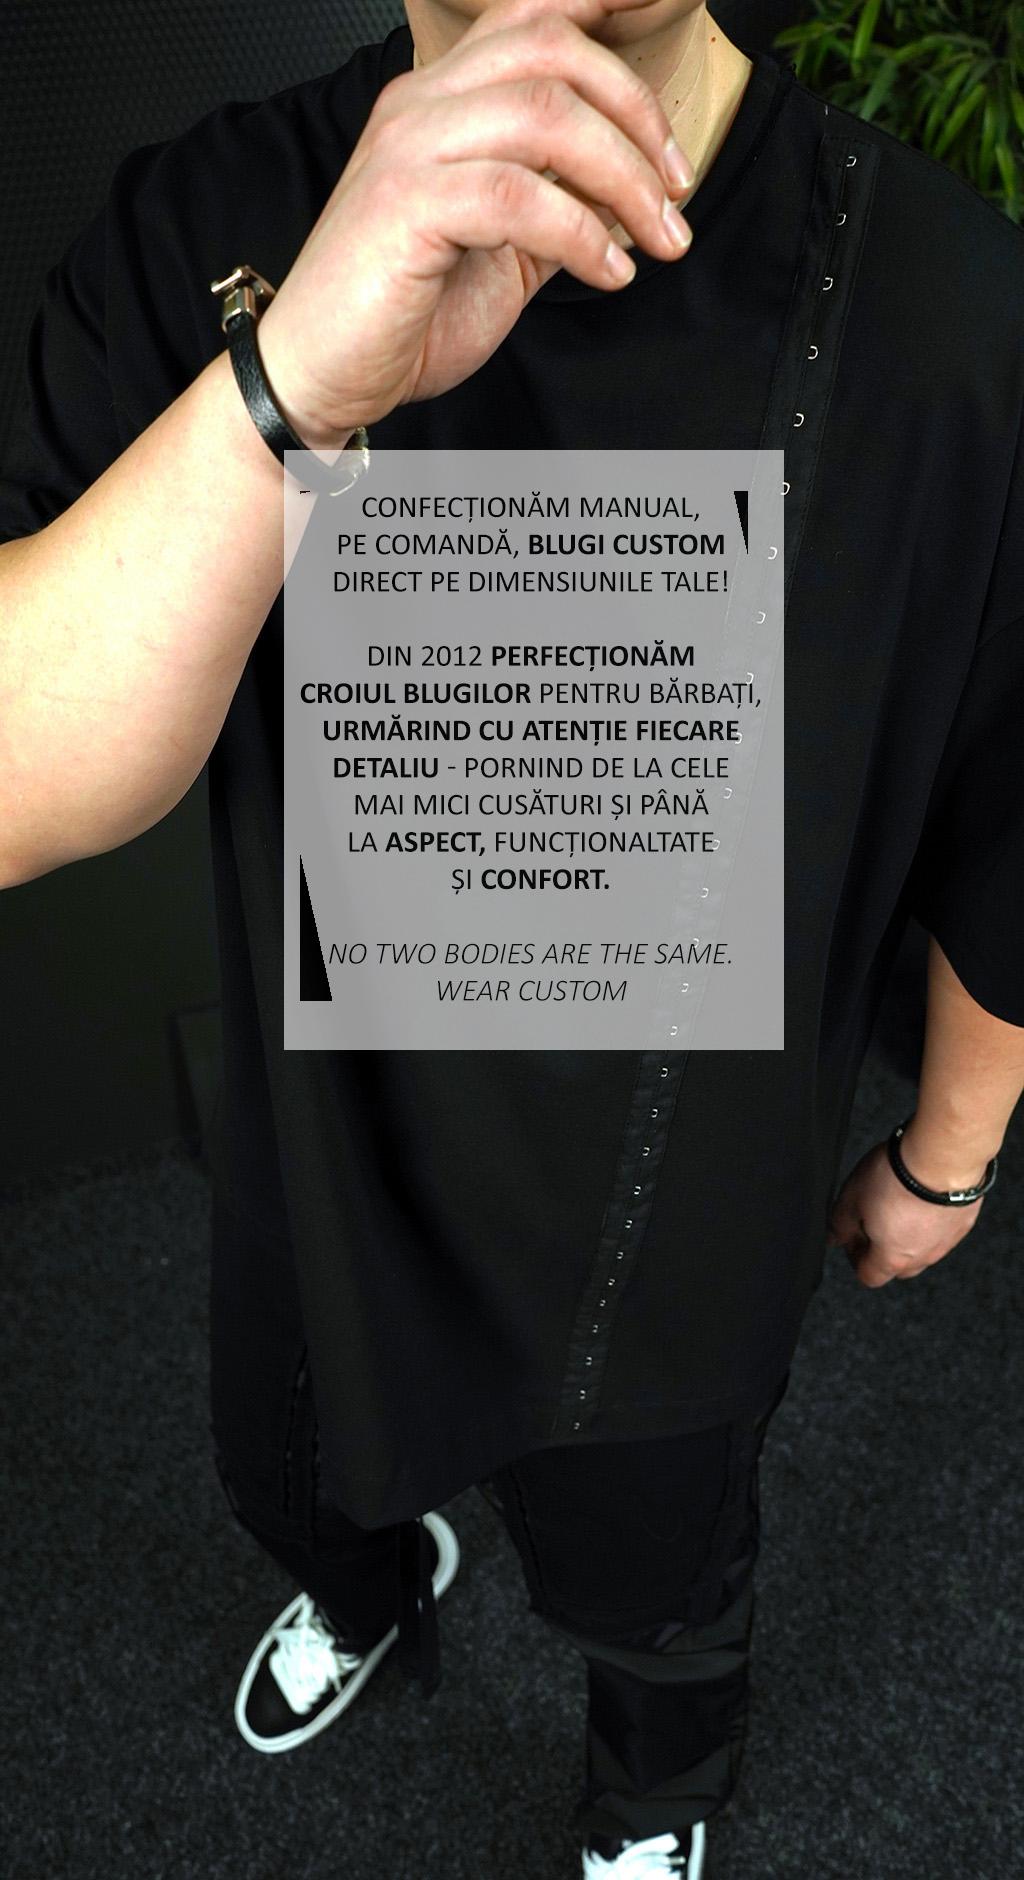 CONFECȚIONĂM MANUAL,
PE COMANDĂ, BLUGI CUSTOM
DIRECT PE DIMENSIUNILE TALE!
DIN 2012 PERFECȚIONĂM
CROIUL BLUGILOR PENTRU BĂRBAȚI,
URMĂRIND CU ATENȚIE FIECARE
DETALIU - PORNIND DE LA CELE
MAI MICI CUSĂTURI ȘI PÂNĂ
LA ASPECT, FUNCȚIONALTATE
ȘI CONFORT.
NO TWO BODIES ARE THE SAME.
WEAR CUSTOM